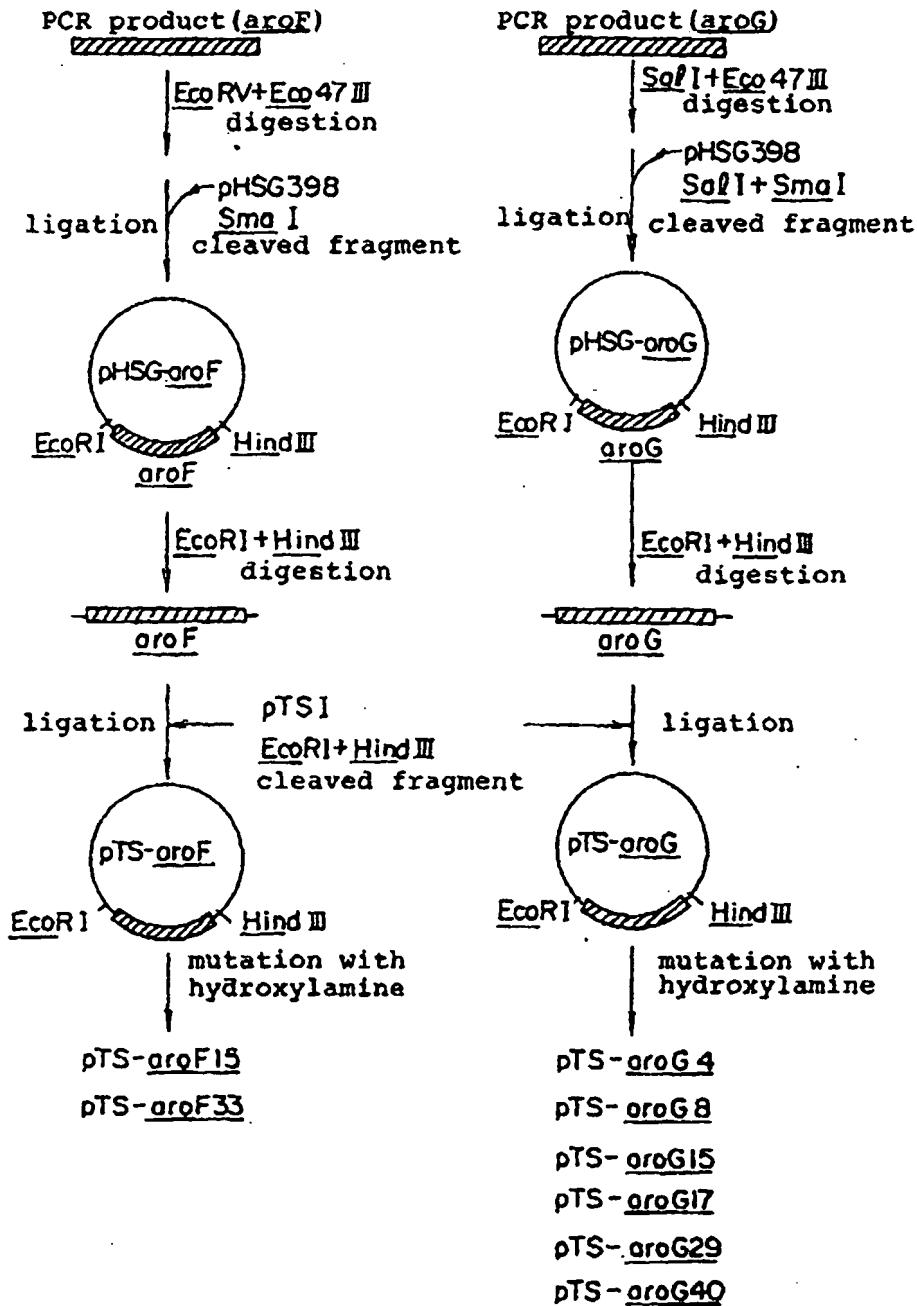 PCR product (aroF)
EcoRV+Eco47III
digestion
pHSG398
ligation
SmaI
cleaved fragment
pHSG-aroF
EcoRI
HindIII
aroF
EcoRI+HindIII
digestion
aroF
ligation
pTSI
EcoRI+HindIII
cleaved fragment
pTS-aroF
EcoRI
HindIII
mutation with
hydroxylamine
pTS-aroF15
pTS-aroF33
PCR product (aroG)
SalI+Eco47III
digestion
pHSG398
SalI+SmaI
ligation
cleaved fragment
pHSG-aroG
EcoRI
HindIII
aroG
EcoRI+HindIII
digestion
aroG
ligation
pTS-aroG
EcoRI
HindIII
mutation with
hydroxylamine
pTS-aroG4
pTS-aroG8
pTS-aroG15
pTS-aroG17
pTS-aroG29
pTS-aroG40